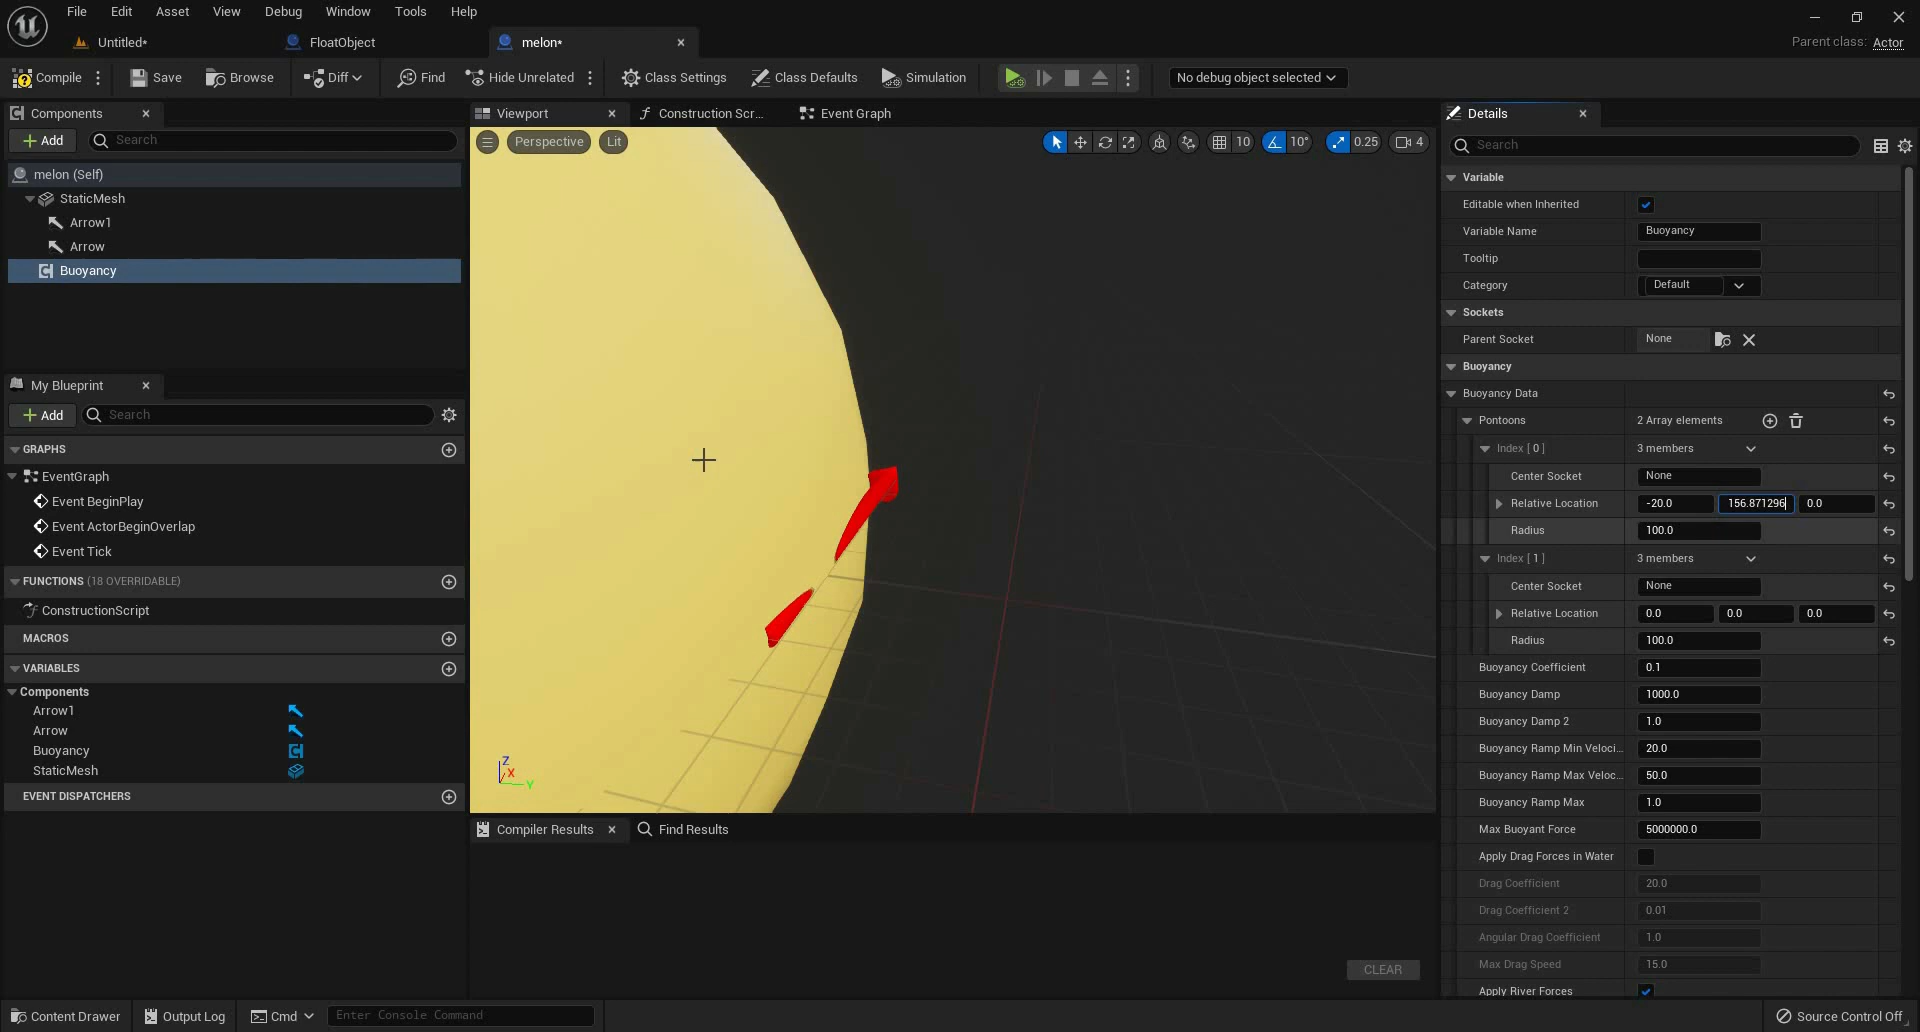 File Edit Asset View Debug Window Tools Help
Untitled* FloatObject melon* Parent class: Actor
Compile Save Browse Diff Find Hide Unrelated Class Settings Class Defaults Simulation No debug object selected
Components Viewport Construction Scr... Event Graph Details
Add Search Perspective Lit 10 10° 0.25 4 Search
melon (Self)
StaticMesh
Arrow1
Arrow
Buoyancy
My Blueprint
Add Search
GRAPHS
EventGraph
Event BeginPlay
Event ActorBeginOverlap
Event Tick
FUNCTIONS (18 OVERRIDABLE)
ConstructionScript
MACROS
VARIABLES
Components
Arrow1
Arrow
Buoyancy
StaticMesh
EVENT DISPATCHERS
Z
X
Y
Compiler Results Find Results
CLEAR
Variable
Editable when Inherited
Variable Name Buoyancy
Tooltip
Category Default
Sockets
Parent Socket None
Buoyancy
Buoyancy Data
Pontoons 2 Array elements
Index [ 0 ] 3 members
Center Socket None
Relative Location -20.0 156.871296 0.0
Radius 100.0
Index [ 1 ] 3 members
Center Socket None
Relative Location 0.0 0.0 0.0
Radius 100.0
Buoyancy Coefficient 0.1
Buoyancy Damp 1000.0
Buoyancy Damp 2 1.0
Buoyancy Ramp Min Veloci... 20.0
Buoyancy Ramp Max Veloc... 50.0
Buoyancy Ramp Max 1.0
Max Buoyant Force 5000000.0
Apply Drag Forces in Water
Drag Coefficient 20.0
Drag Coefficient 2 0.01
Angular Drag Coefficient 1.0
Max Drag Speed 15.0
Apply River Forces
Content Drawer Output Log Cmd Enter Console Command Source Control Off